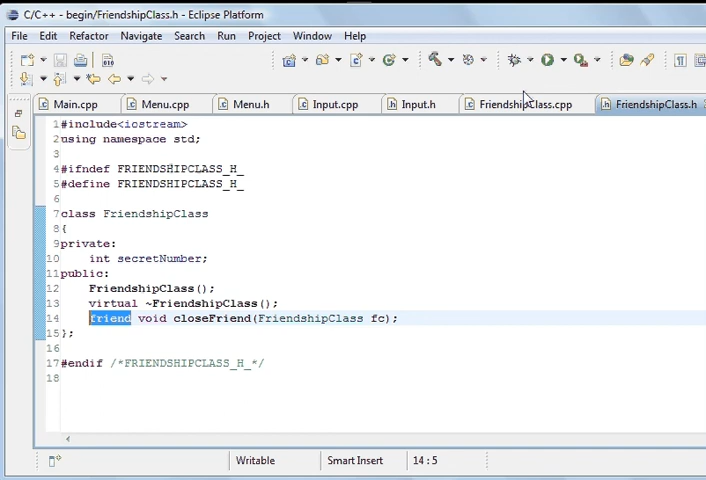 C/C++ - begin/FriendshipClass.h - Eclipse Platform
File Edit Refactor Navigate Search Run Project Window Help
Main.cpp Menu.cpp Menu.h Input.cpp Input.h FriendshipClass.cpp FriendshipClass.h
1 #include<iostream>
2 using namespace std;
3
4 #ifndef FRIENDSHIPCLASS_H_
5 #define FRIENDSHIPCLASS_H_
6
7 class FriendshipClass
8 {
9 private:
10 int secretNumber;
11 public:
12 FriendshipClass();
13 virtual ~FriendshipClass();
14 friend void closeFriend(FriendshipClass fc);
15 };
16
17 #endif /*FRIENDSHIPCLASS_H_*/
18
Writable Smart Insert 14 : 5